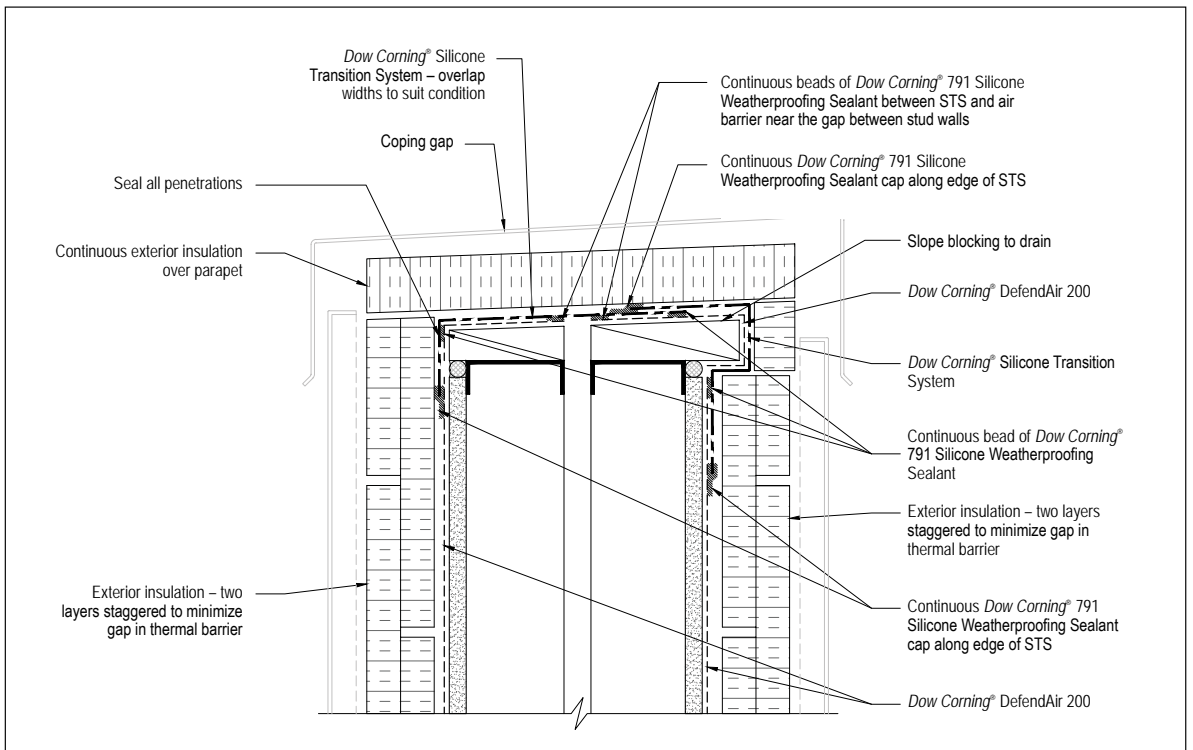 Dow Corning® Silicone
Transition System – overlap
widths to suit condition
Coping gap
Seal all penetrations
Continuous exterior insulation
over parapet
Exterior insulation – two
layers staggered to minimize
gap in thermal barrier
Continuous beads of Dow Corning® 791 Silicone
Weatherproofing Sealant between STS and air
barrier near the gap between stud walls
Continuous Dow Corning® 791 Silicone
Weatherproofing Sealant cap along edge of STS
Slope blocking to drain
Dow Corning® DefendAir 200
Dow Corning® Silicone Transition
System
Continuous bead of Dow Corning®
791 Silicone Weatherproofing
Sealant
Exterior insulation – two layers
staggered to minimize gap in
thermal barrier
Continuous Dow Corning® 791
Silicone Weatherproofing Sealant
cap along edge of STS
Dow Corning® DefendAir 200